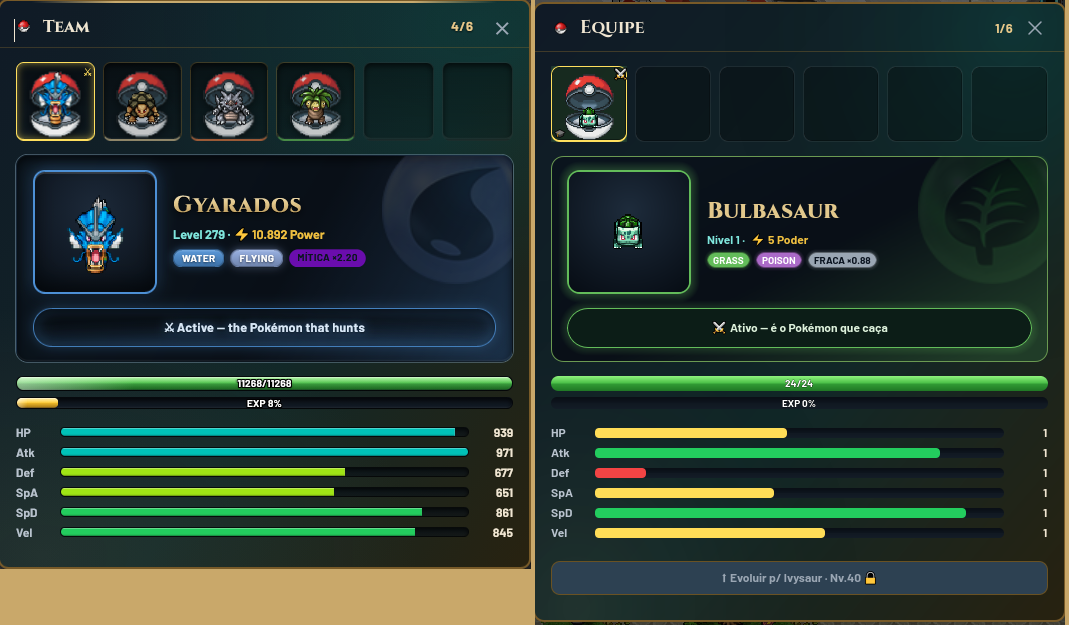 Team
4/6
Gyarados
Level 279 · ⚡ 10.892 Power
WATER
FLYING
MÍTICA ×2.20
⚔ Active — the Pokémon that hunts
11268/11268
EXP 8%
HP 939
Atk 971
Def 677
SpA 651
SpD 861
Vel 845
Equipe
1/6
Bulbasaur
Nível 1 · ⚡ 5 Poder
GRASS
POISON
FRACA ×0.88
⚔ Ativo — é o Pokémon que caça
24/24
EXP 0%
HP 1
Atk 1
Def 1
SpA 1
SpD 1
Vel 1
↑ Evoluir p/ Ivysaur · Nv.40 🔒